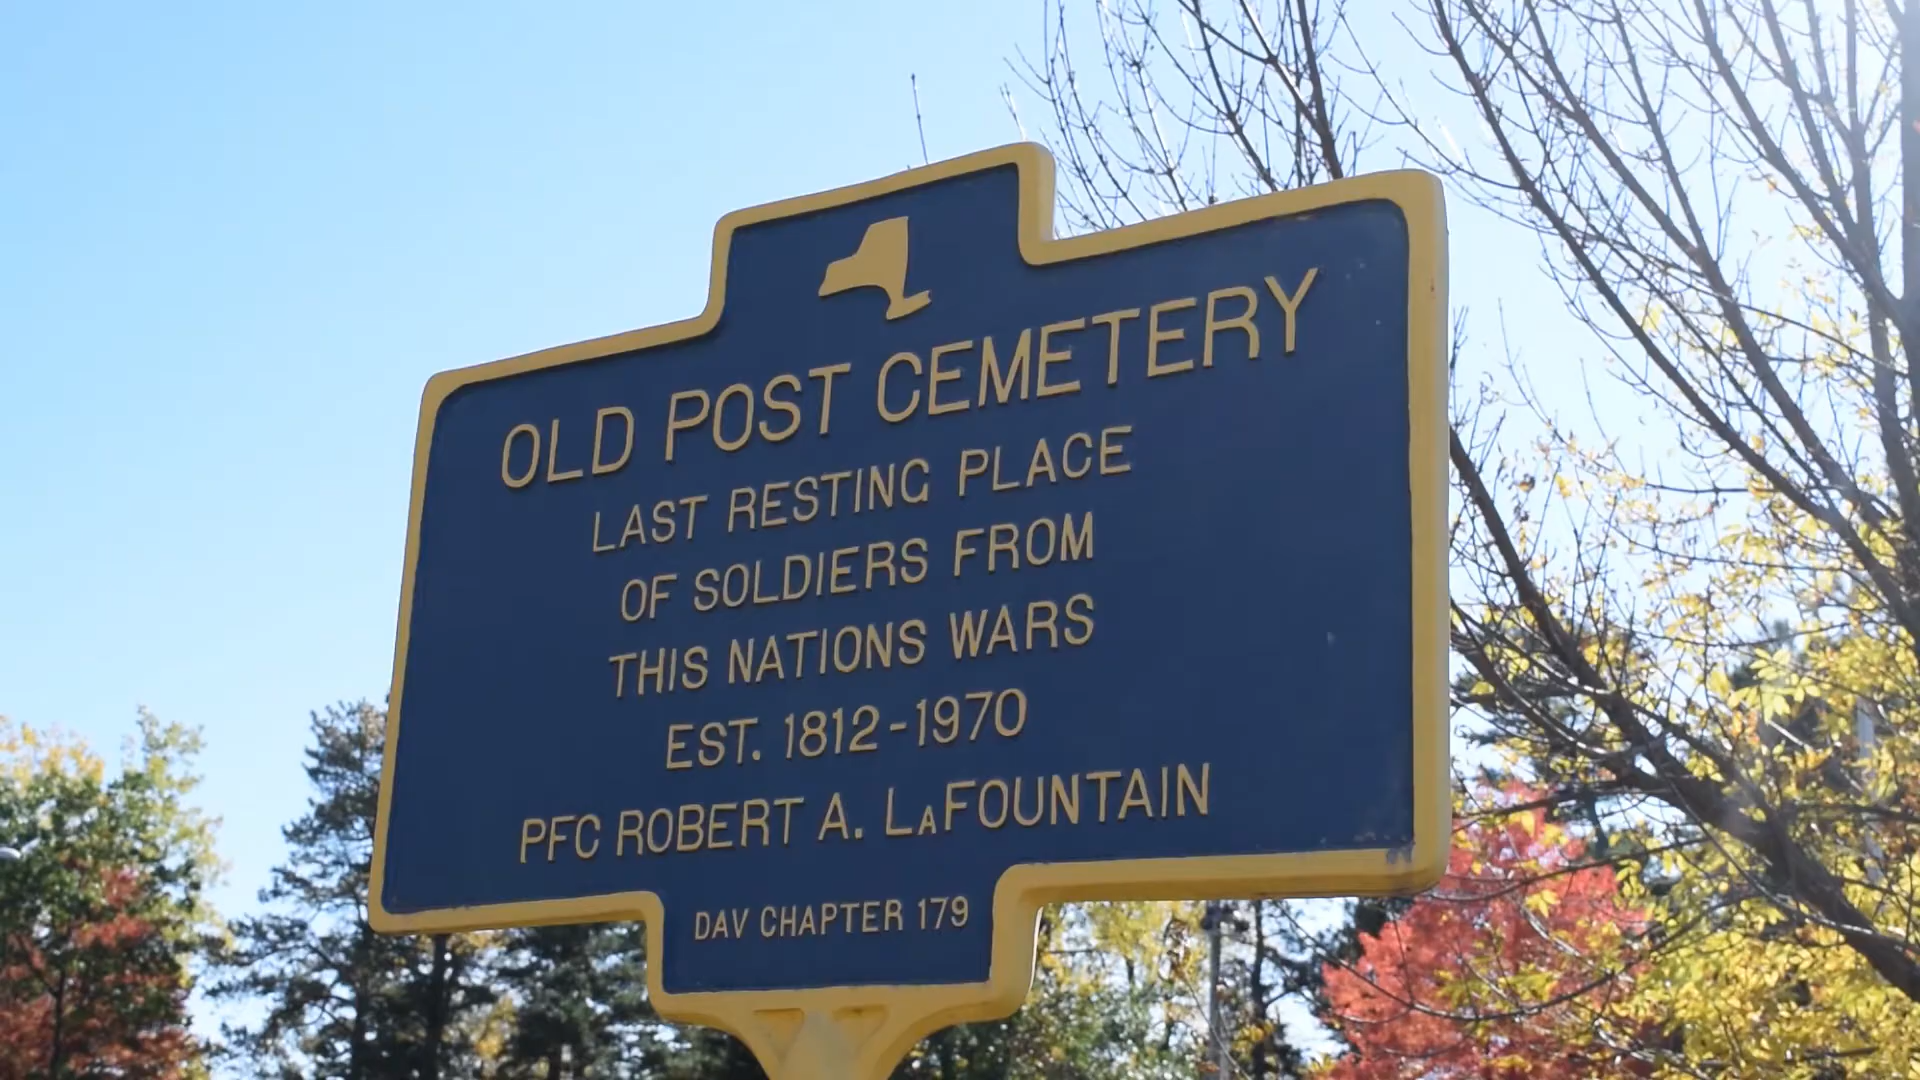 OLD POST CEMETERY
LAST RESTING PLACE
OF SOLDIERS FROM
THIS NATIONS WARS
EST. 1812-1970
PFC ROBERT A. LAFOUNTAIN
DAV CHAPTER 179